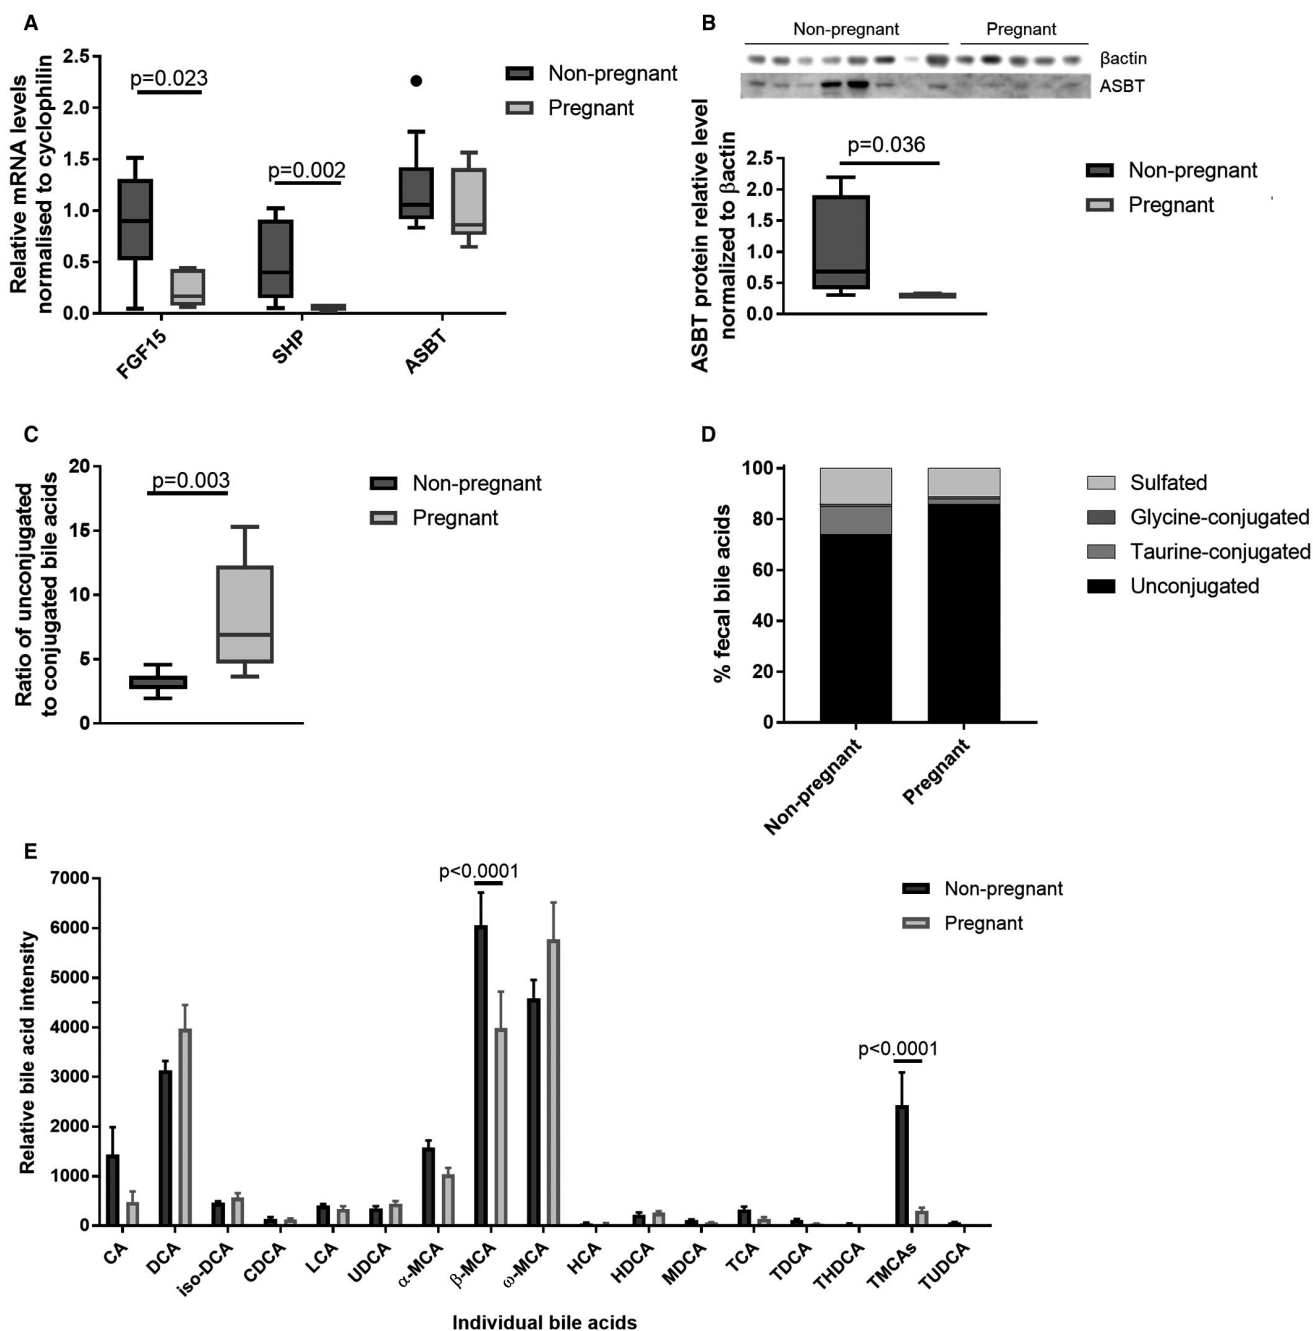 A
Relative mRNA levels
normalised to cyclophilin
2.5
2.0
1.5
1.0
0.5
0.0
p=0.023
p=0.002
FGF15
SHP
ASBT
Non-pregnant
Pregnant
B
Non-pregnant
Pregnant
βactin
ASBT
ASBT protein relative level
normalized to βactin
2.5
2.0
1.5
1.0
0.5
0.0
p=0.036
Non-pregnant
Pregnant
C
Ratio of unconjugated
to conjugated bile acids
20
15
10
5
0
p=0.003
Non-pregnant
Pregnant
D
% fecal bile acids
100
80
60
40
20
0
Non-pregnant
Pregnant
Sulfated
Glycine-conjugated
Taurine-conjugated
Unconjugated
E
Relative bile acid intensity
7000
6000
5000
4000
3000
2000
1000
0
p<0.0001
p<0.0001
Non-pregnant
Pregnant
CA
DCA
iso-DCA
CDCA
LCA
UDCA
α-MCA
β-MCA
ω-MCA
HCA
HDCA
MDCA
TCA
TDCA
THDCA
TMCAs
TUDCA
Individual bile acids